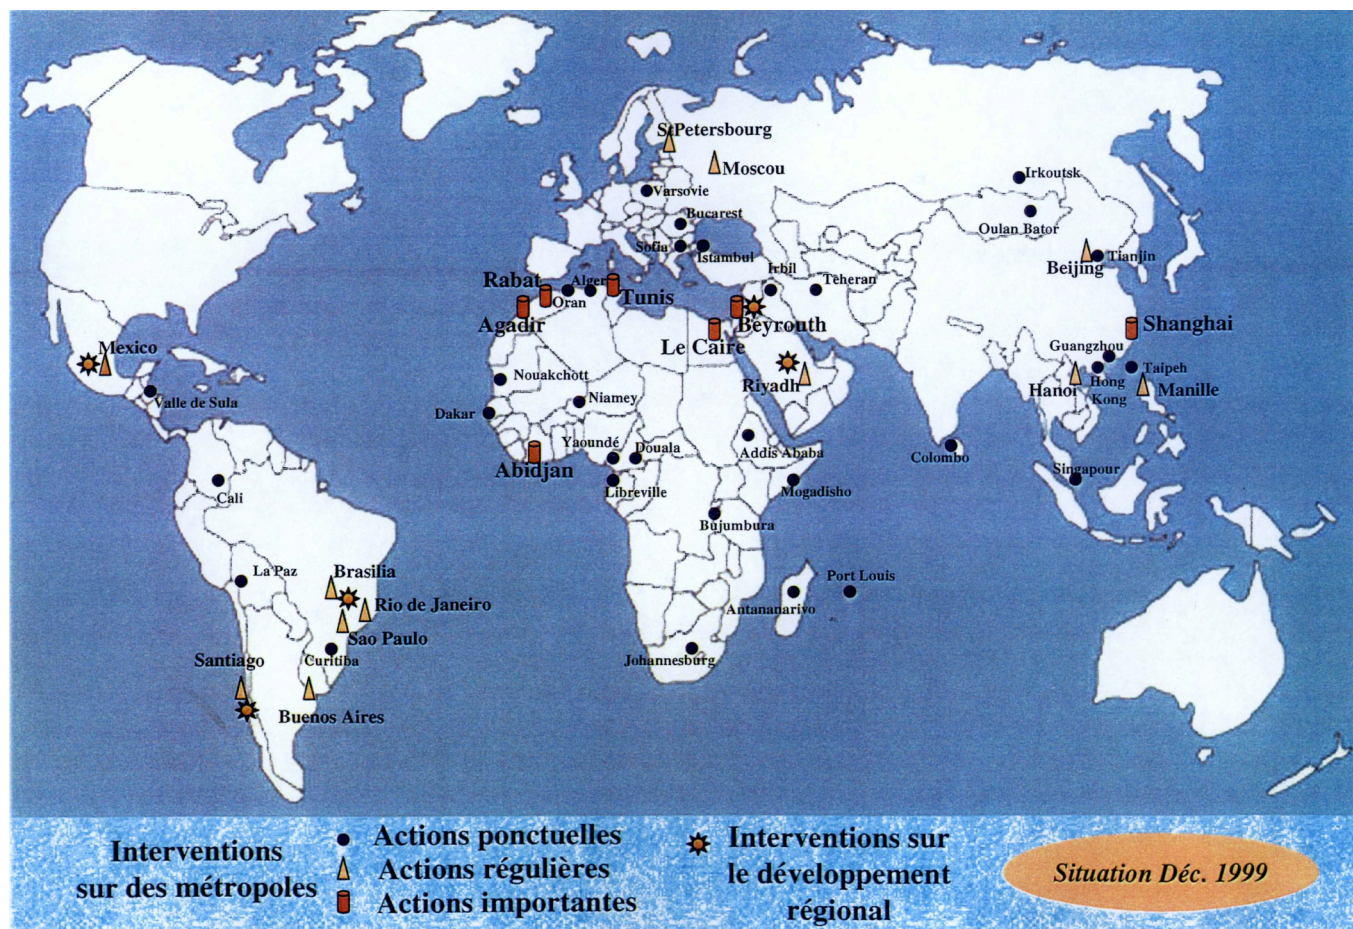 StPetersbourg
Moscou
Irkoutsk
Varsovie
Bucarest
Oulan Bator
Sofia
Istambul
Beijing
Tianjin
Irbil
Teheran
Rabat
Alger
Oran
Tunis
Agadir
Beyrouth
Shanghai
Le Caire
Guangzhou
Mexico
Taipeh
Nouakchott
Riyadh
Hanoi
Hong
Kong
Manille
Valle de Sula
Niamey
Dakar
Yaoundé
Douala
Addis Ababa
Colombo
Abidjan
Singapour
Cali
Libreville
Mogadisho
Bujumbura
La Paz
Brasilia
Port Louis
Rio de Janeiro
Antananarivo
Sao Paulo
Santiago
Curitiba
Johannesburg
Buenos Aires
Interventions
sur des métropoles
Actions ponctuelles
Actions régulières
Actions importantes
Interventions sur
le développement
régional
Situation Déc. 1999